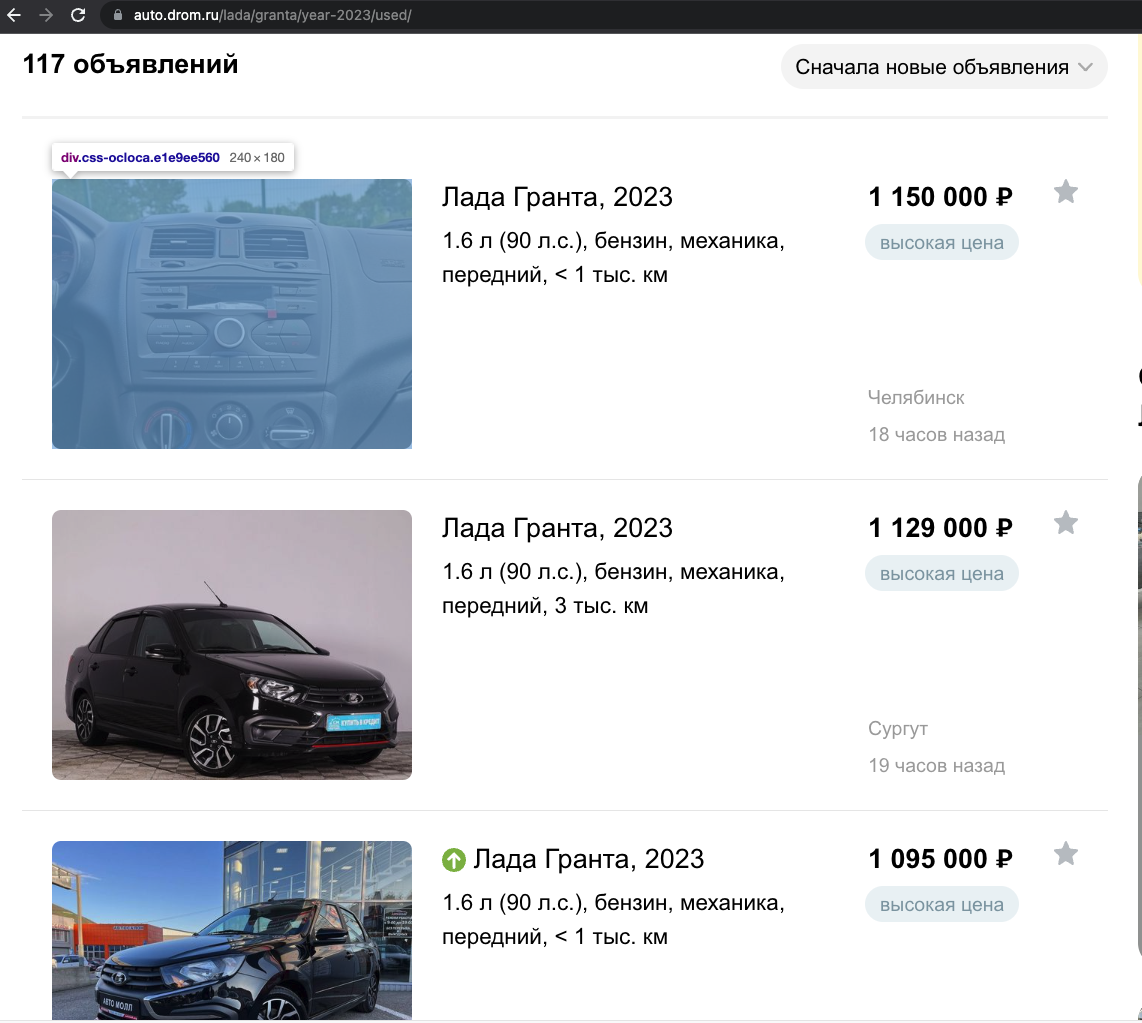 auto.drom.ru/lada/granta/year-2023/used/
117 объявлений
Сначала новые объявления
div.css-ocloca.e1e9ee560 240 × 180
Лада Гранта, 2023
1 150 000 ₽
1.6 л (90 л.с.), бензин, механика,
высокая цена
передний, < 1 тыс. км
Челябинск
18 часов назад
Лада Гранта, 2023
1 129 000 ₽
1.6 л (90 л.с.), бензин, механика,
высокая цена
передний, 3 тыс. км
КУПИТЬ В КРЕДИТ
Сургут
19 часов назад
Лада Гранта, 2023
1 095 000 ₽
1.6 л (90 л.с.), бензин, механика,
высокая цена
передний, < 1 тыс. км
АВТО МОЛЛ